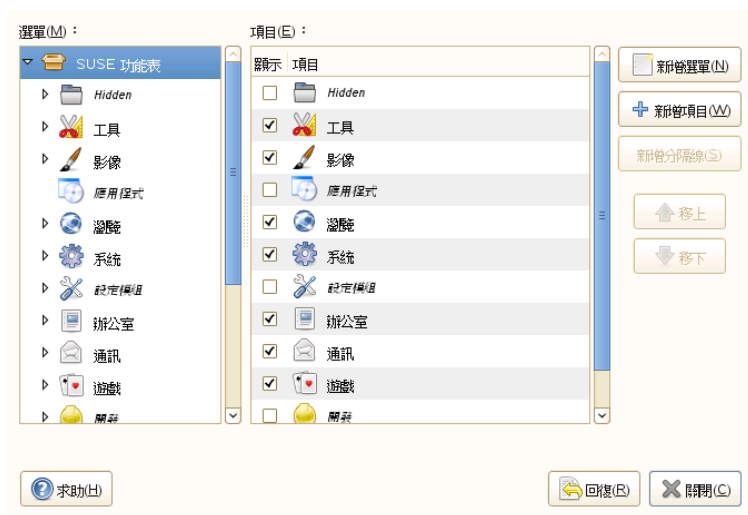 選單(M)：
項目(E)：
SUSE 功能表
Hidden
工具
影像
應用程式
瀏覽
系統
設定模組
辦公室
通訊
遊戲
開發
顯示 項目
Hidden
工具
影像
應用程式
瀏覽
系統
設定模組
辦公室
通訊
遊戲
開發
新增選單(N)
新增項目(W)
新增分隔線(S)
移上
移下
求助(H)
回復(R)
關閉(C)